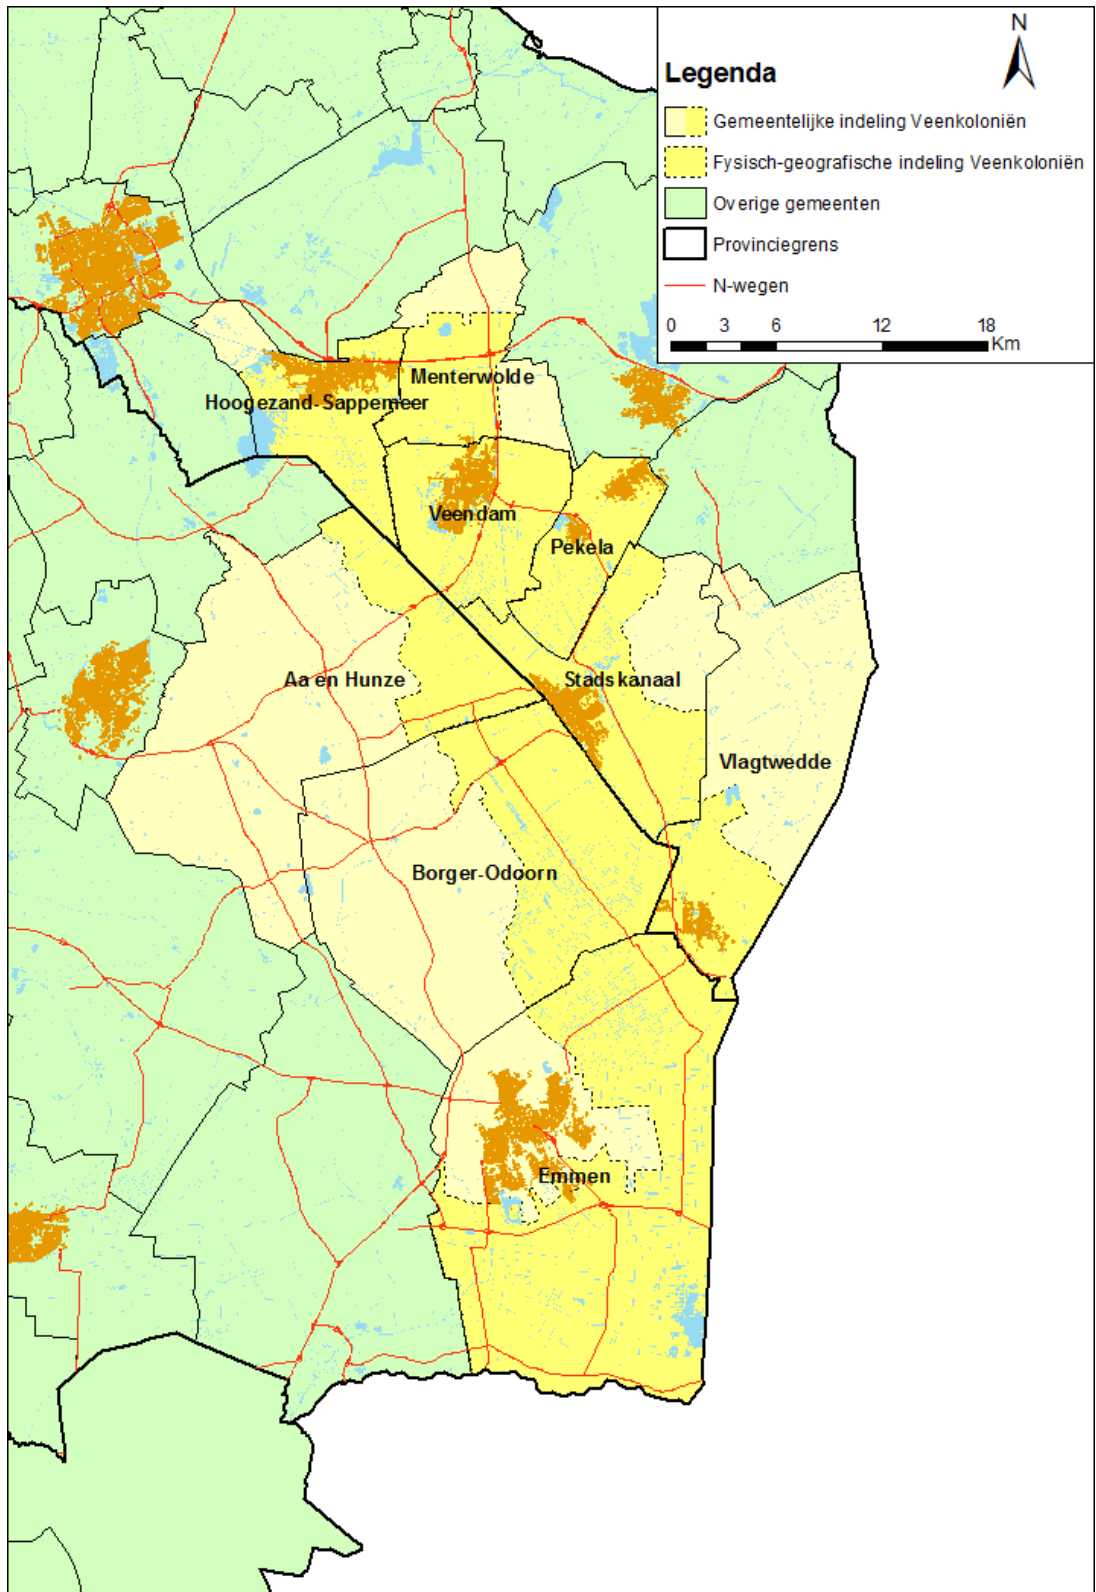 N
Legenda
Gemeentelijke indeling Veenkoloniën
Fysisch-geografische indeling Veenkoloniën
Overige gemeenten
Provinciegrens
N-wegen
0 3 6 12 18
Km
Menterwolde
Hoogezand-Sappemeer
Veendam
Pekela
Aa en Hunze
Stadskanaal
Vlagtwedde
Borger-Odoorn
Emmen